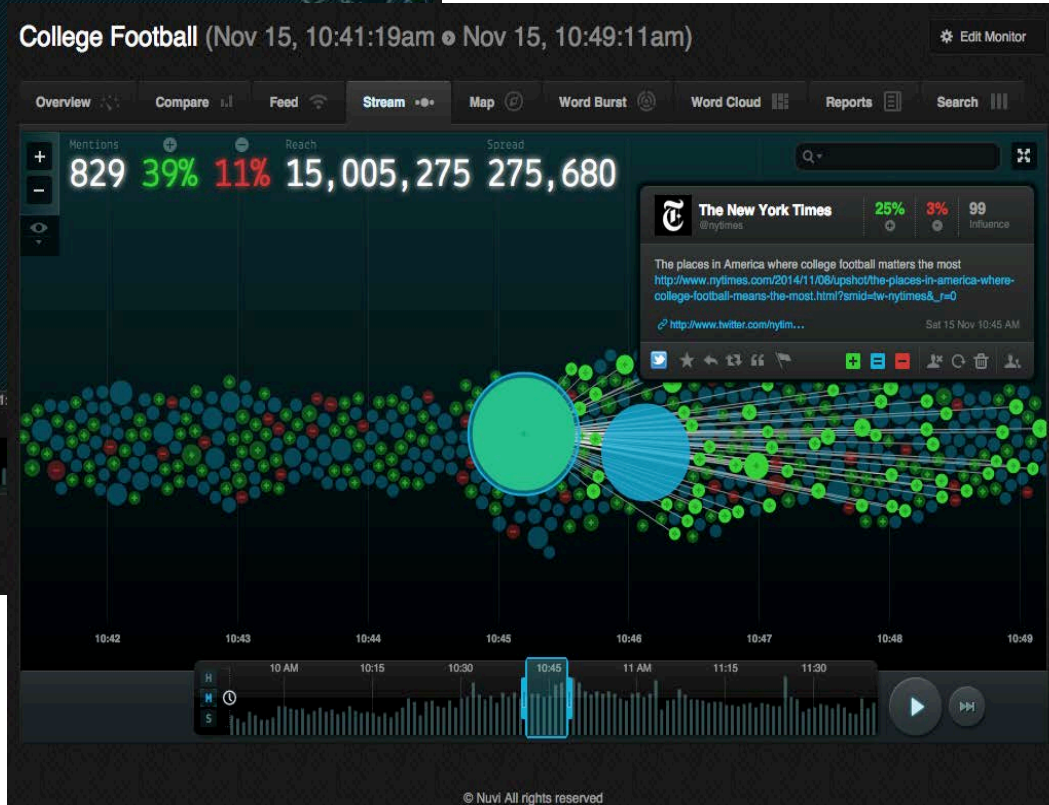 College Football (Nov 15, 10:41:19am Nov 15, 10:49:11am)
Edit Monitor
Overview Compare Feed Stream Map Word Burst Word Cloud Reports Search
Mentions Reach Spread
829 39% 11% 15,005,275 275,680
The New York Times 25% 3% 99
@nytimes Influence
The places in America where college football matters the most
http://www.nytimes.com/2014/11/08/upshot/the-places-in-america-where-
college-football-means-the-most.html?smid=tw-nytimes&_r=0
http://www.twitter.com/nytim... Sat 15 Nov 10:45 AM
10:42 10:43 10:44 10:45 10:46 10:47 10:48 10:49
10 AM 10:15 10:30 10:45 11 AM 11:15 11:30
H
M
S
© Nuvi All rights reserved